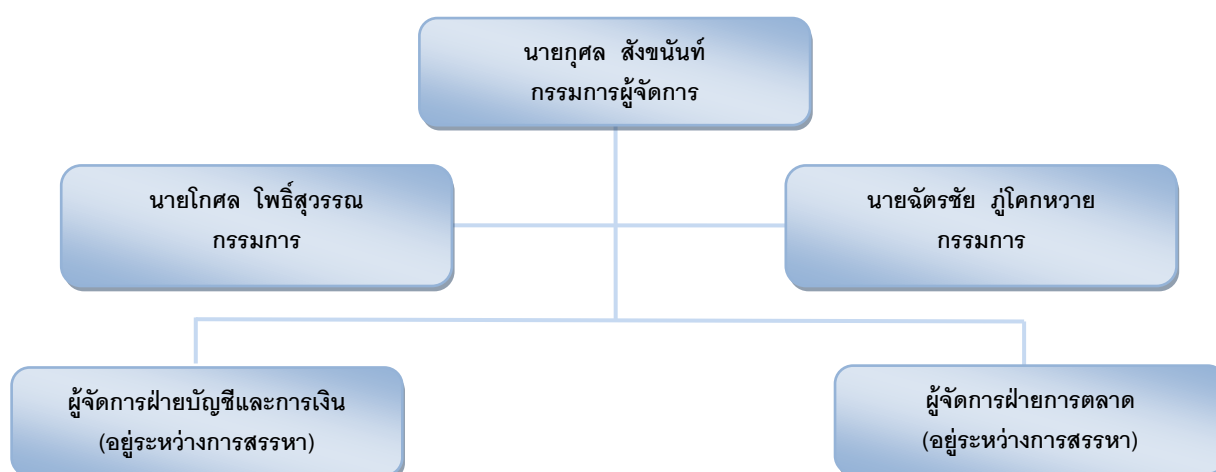 นายกุศล สังขนันท์
กรรมการผู้จัดการ
นายโกศล โพธิ์สุวรรณ
กรรมการ
นายฉัตรชัย ภู่โคกหวาย
กรรมการ
ผู้จัดการฝ่ายบัญชีและการเงิน
(อยู่ระหว่างการสรรหา)
ผู้จัดการฝ่ายการตลาด
(อยู่ระหว่างการสรรหา)